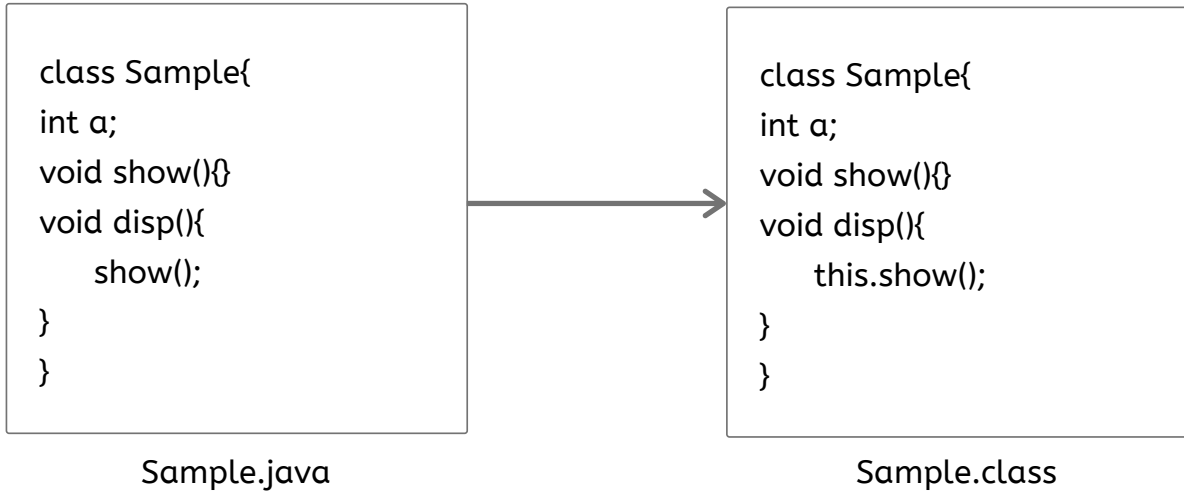 class Sample{
int a;
void show(){}
void disp(){
show();
}
}
Sample.java
class Sample{
int a;
void show(){}
void disp(){
this.show();
}
}
Sample.class